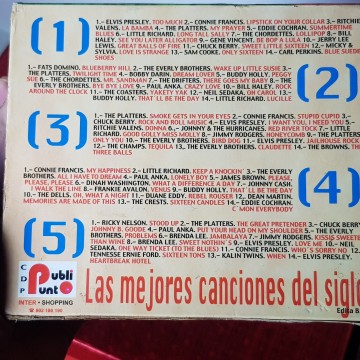 (1)
1.- ELVIS PRESLEY. TOO MUCH 2.- CONNIE FRANCIS. LIPSTICK ON YOUR COLLAR 3.- RITCHIE
VALENS. LA BAMBA 4.- THE PLATTERS. MY PRAYER 5.- EDDIE COCHRAN. SUMMERTIME
BLUES 6.- LITTLE RICHARD. LONG TALL SALLY 7.- THE CHORDETTES. LOLLIPOP 8.- BILL
HALEY. SEE YOU LATER ALLIGATOR 9.- GENE VINCENT. BE BOP A LULA 10.- JERRY LEE
LEWIS. GREAT BALLS OF FIRE 11.- CHUCK BERRY. SWEET LITTLE SIXTEEN 12.- MICKY &
SYLVIA. LOVE IS STRANGE 13.- SAM COOKE. ONLY SIXTEEN 14.- CARL PERKINS. BLUE SUEDE
SHOES
1.- FATS DOMINO. BLUEBERRY HILL 2.- THE EVERLY BROTHERS. WAKE UP LITTLE SUSIE 3.-
THE PLATTERS. TWILIGHT TIME 4.- BOBBY DARIN. DREAM LOVER 5.- BUDDY HOLLY. PEGGY
SUE 6.- THE CHORDETTES. MR. SANDMAN 7.- THE DRIFTERS. THERE GOES MY BABY 8.- THE
EVERLY BROTHERS. BYE BYE LOVE 9.- PAUL ANKA. CRAZY LOVE 10.- BILL HALEY. ROCK
AROUND THE CLOCK 11.- THE COASTERS. YAKETY YAK 12.- NEIL SEDAKA. OH CAROL 13.-
BUDDY HOLLY. THAT'LL BE THE DAY 14.- LITTLE RICHARD. LUCILLE
(2)
(3)
1.- THE PLATTERS. SMOKE GETS IN YOUR EYES 2.- CONNIE FRANCIS. STUPID CUPID 3.-
CHUCK BERRY. ROCK AND ROLL MUSIC 4.- ELVIS PRESLEY. I WANT YOU, I NEED YOU 5.-
RITCHIE VALENS. DONNA 6.- JOHNNY & THE HURRICANES. RED RIVER ROCK 7.- LITTLE
RICHARD. GOOD GOLLY MISS MOLLY 8.- JIMMY RODGERS. HONEYCOMB 9.- THE PLATTERS.
ONLY YOU 10.- THE EVERLY BROTHERS. BIRD DOG 11.- ELVIS PRESLEY. JAILHOUSE ROCK
12.- THE CHAMPS. TEQUILA 13.- THE EVERLY BROTHERS. CLAUDETTE 14.- THE BROWNS. THE
THREE BALLS
1.- CONNIE FRANCIS. MY HAPPINESS 2.- LITTLE RICHARD. KEEP A KNOCKIN' 3.- THE EVERLY
BROTHERS. ALL I HAVE TO DREAM 4.- PAUL ANKA. LONELY BOY 5.- JAMES BROWN. PLEASE,
PLEASE, PLEASE 6.- DINAH WASHINGTON. WHAT A DIFFERENCE A DAY 7.- JOHNNY CASH.
I WALK THE LINE 8.- FRANKIE AVALON. VENUS 9.- BUDDY HOLLY. THAT'LL BE THE DAY
10.- THE DELLS. OH, WHAT A NIGHT 11.- DUANE EDDY. REBEL ROUSER 12.- DEAN MARTIN.
MEMORIES ARE MADE OF THIS 13.- THE CRESTS. SIXTEEN CANDLES 14.- EDDIE COCHRAN.
C'MON EVERYBODY
(4)
(5)
1.- RICKY NELSON. STOOD UP 2.- THE PLATTERS. THE GREAT PRETENDER 3.- CHUCK BERRY.
JOHNNY B. GOODE 4.- PAUL ANKA. PUT YOUR HEAD ON MY SHOULDER 5.- THE EVERLY
BROTHERS. PROBLEMS 6.- BRENDA LEE. JAMBALAYA 7.- JIMMY RODGERS. KISSES SWEETER
THAN WINE 8.- BRENDA LEE. SWEET NOTHIN'S 9.- ELVIS PRESLEY. LOVE ME 10.- NEIL
SEDAKA. ONE WAY TICKET (TO THE BLUES) 11.- CONNIE FRANCIS. WHO'S SORRY NOW 12.-
TENNESSE ERNIE FORD. SIXTEEN TONS 13.- KALIN TWINS. WHEN 14.- ELVIS PRESLEY.
HEARTBREAK HOTEL
CDP Publi Punto
INTER - SHOPPING
Las mejores canciones del siglo
Edita B.